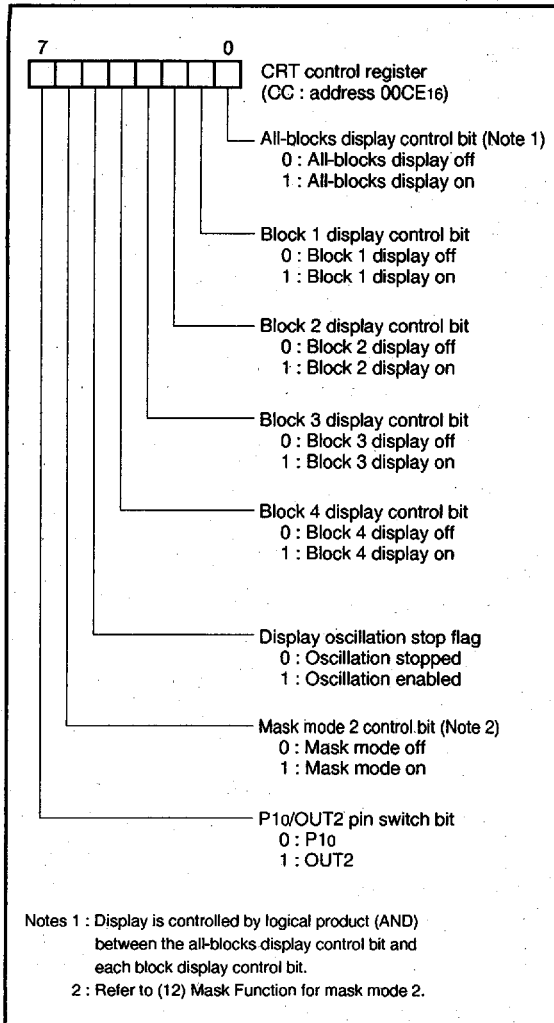 7 0
CRT control register
(CC : address 00CE16)
All-blocks display control bit (Note 1)
0 : All-blocks display off
1 : All-blocks display on
Block 1 display control bit
0 : Block 1 display off
1 : Block 1 display on
Block 2 display control bit
0 : Block 2 display off
1 : Block 2 display on
Block 3 display control bit
0 : Block 3 display off
1 : Block 3 display on
Block 4 display control bit
0 : Block 4 display off
1 : Block 4 display on
Display oscillation stop flag
0 : Oscillation stopped
1 : Oscillation enabled
Mask mode 2 control bit (Note 2)
0 : Mask mode off
1 : Mask mode on
P10/OUT2 pin switch bit
0 : P10
1 : OUT2
Notes 1 : Display is controlled by logical product (AND)
between the all-blocks display control bit and
each block display control bit.
2 : Refer to (12) Mask Function for mask mode 2.